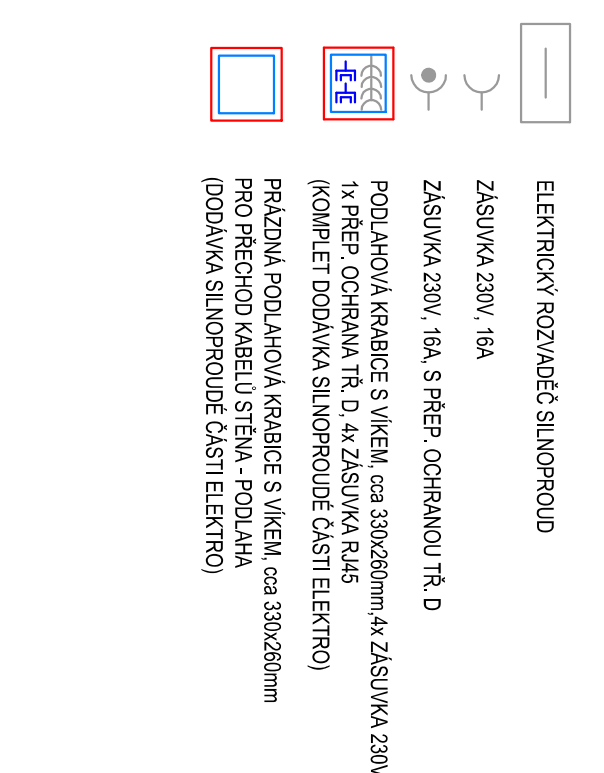 ELEKTRICKÝ ROZVADĚČ SILNOPROUD
ZÁSUVKA 230V, 16A
ZÁSUVKA 230V, 16A, S PŘEP. OCHRANOU TŘ. D
PODLAHOVÁ KRABICE S VÍKEM, cca 330x260mm,4x ZÁSUVKA 230V
1x PŘEP. OCHRANA TŘ. D, 4x ZÁSUVKA RJ45
(KOMPLET DODÁVKA SILNOPROUDÉ ČÁSTI ELEKTRO)
PRÁZDNÁ PODLAHOVÁ KRABICE S VÍKEM, cca 330x260mm
PRO PŘECHOD KABELŮ STĚNA - PODLAHA
(DODÁVKA SILNOPROUDÉ ČÁSTI ELEKTRO)